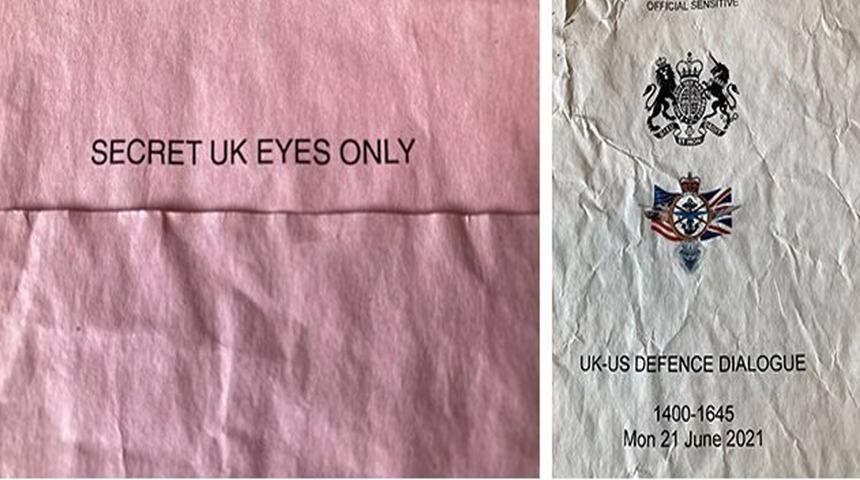 SECRET UK EYES ONLY
OFFICIAL SENSITIVE
UK-US DEFENCE DIALOGUE
1400-1645
Mon 21 June 2021